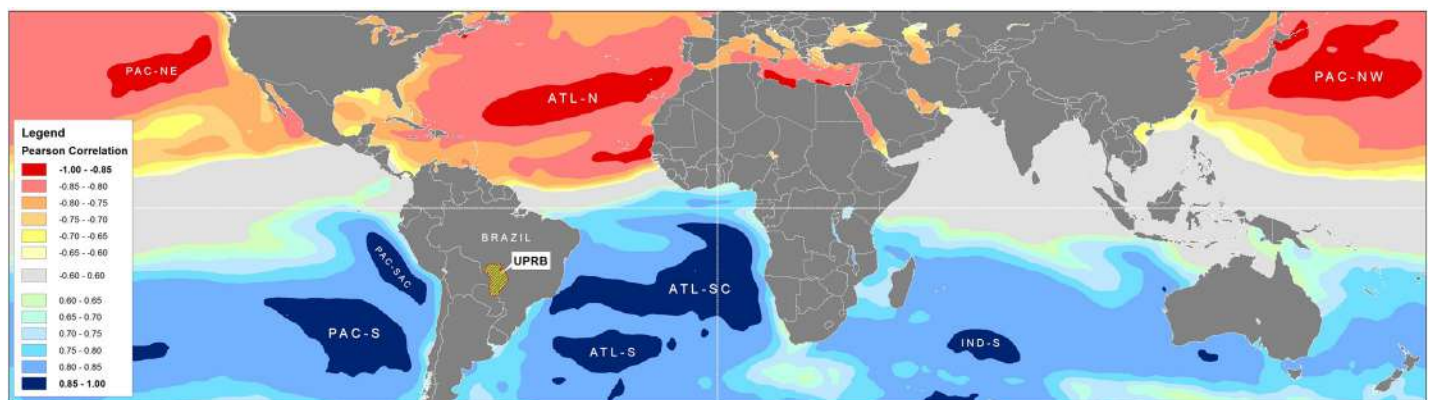 PAC-NE
ATL-N
PAC-NW
Legend
Pearson Correlation
-1.00 - -0.85
-0.85 - -0.80
-0.80 - -0.75
-0.75 - -0.70
-0.70 - -0.65
-0.65 - -0.60
-0.60 - 0.60
0.60 - 0.65
0.65 - 0.70
0.70 - 0.75
0.75 - 0.80
0.80 - 0.85
0.85 - 1.00
BRAZIL
UPRB
PAC-SAC
PAC-S
ATL-SC
ATL-S
IND-S